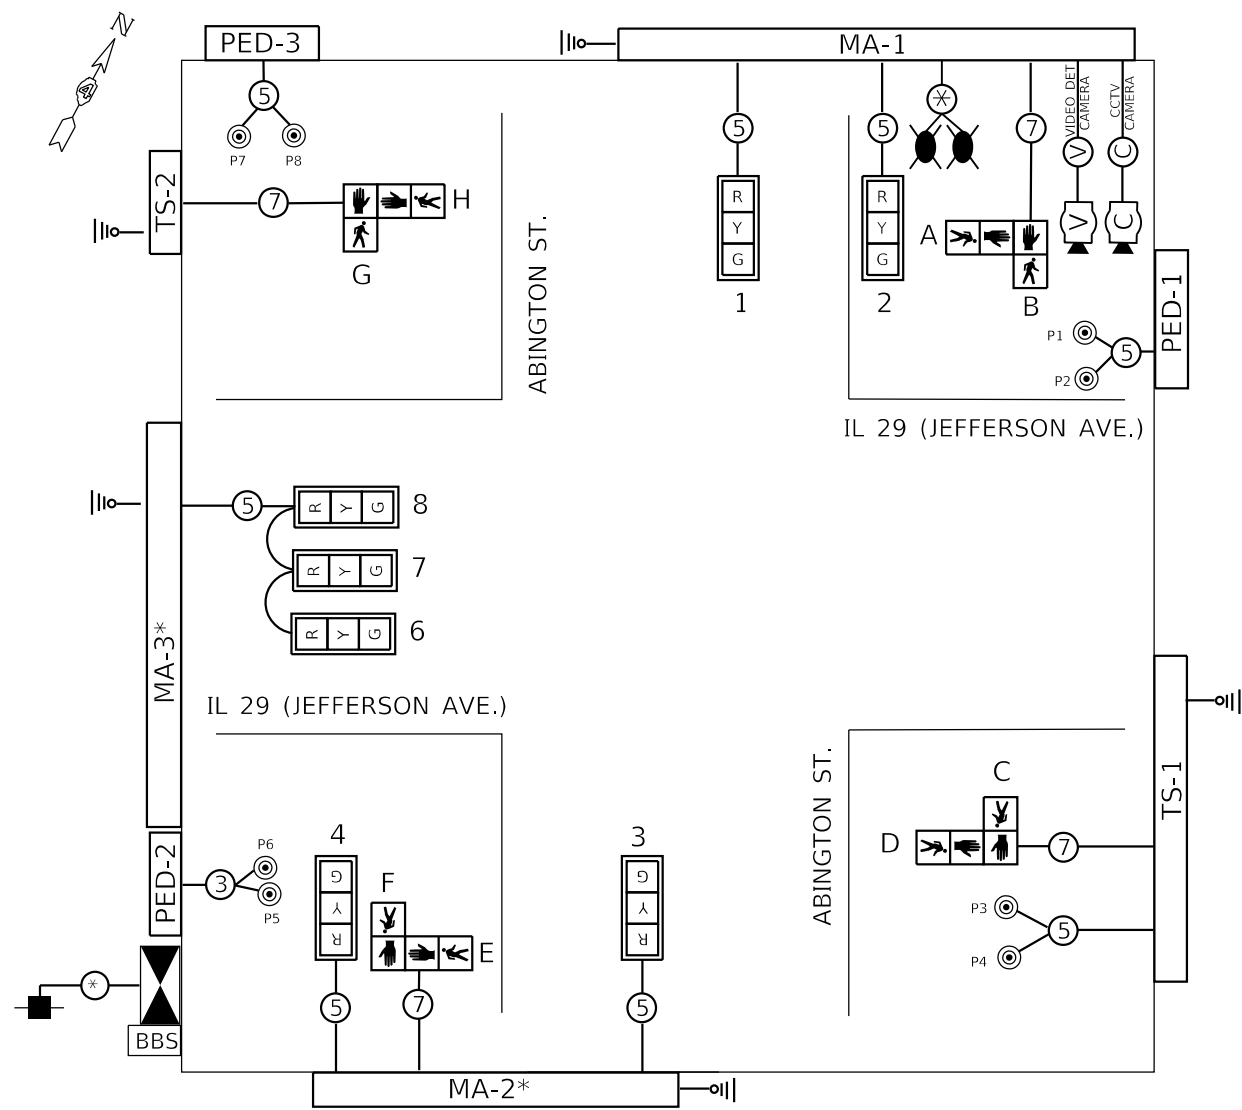 N
4
PED-3
MA-1
5
P7
P8
TS-2
7
H
G
ABINGTON ST.
5
R
Y
G
1
5
R
Y
G
2
*
7
A
B
VIDEO DET
CAMERA
CCTV
CAMERA
V
C
V
C
PED-1
P1
5
P2
IL 29 (JEFFERSON AVE.)
MA-3*
5
R Y G
8
R Y G
7
R Y G
6
IL 29 (JEFFERSON AVE.)
TS-1
C
D
7
ABINGTON ST.
P3
5
P4
PED-2
P6
3
P5
4
G
Y
R
5
F
E
7
3
G
Y
R
5
*
BBS
MA-2*